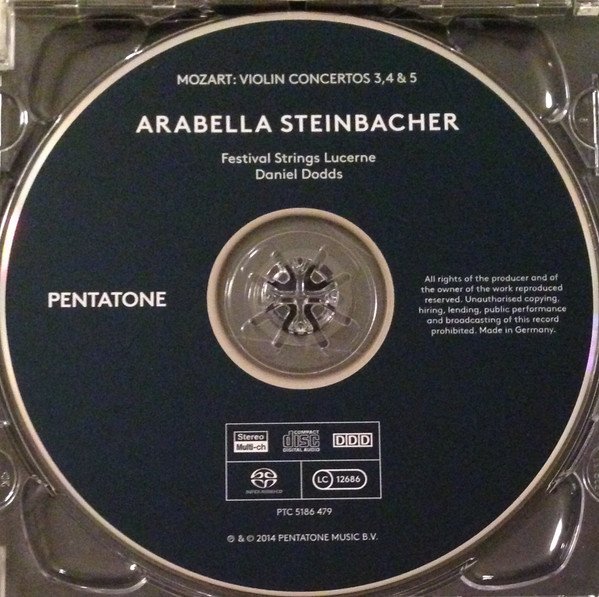 MOZART: VIOLIN CONCERTOS 3, 4 & 5
ARABELLA STEINBACHER
Festival Strings Lucerne
Daniel Dodds
PENTATONE
All rights of the producer and of
the owner of the work reproduced
reserved. Unauthorised copying,
hiring, lending, public performance
and broadcasting of this record
prohibited. Made in Germany.
Stereo
Multi-ch
COMPACT
disc
DIGITAL AUDIO
DDD
SUPER AUDIO CD
LC 12686
PTC 5186 479
℗ & © 2014 PENTATONE MUSIC B.V.